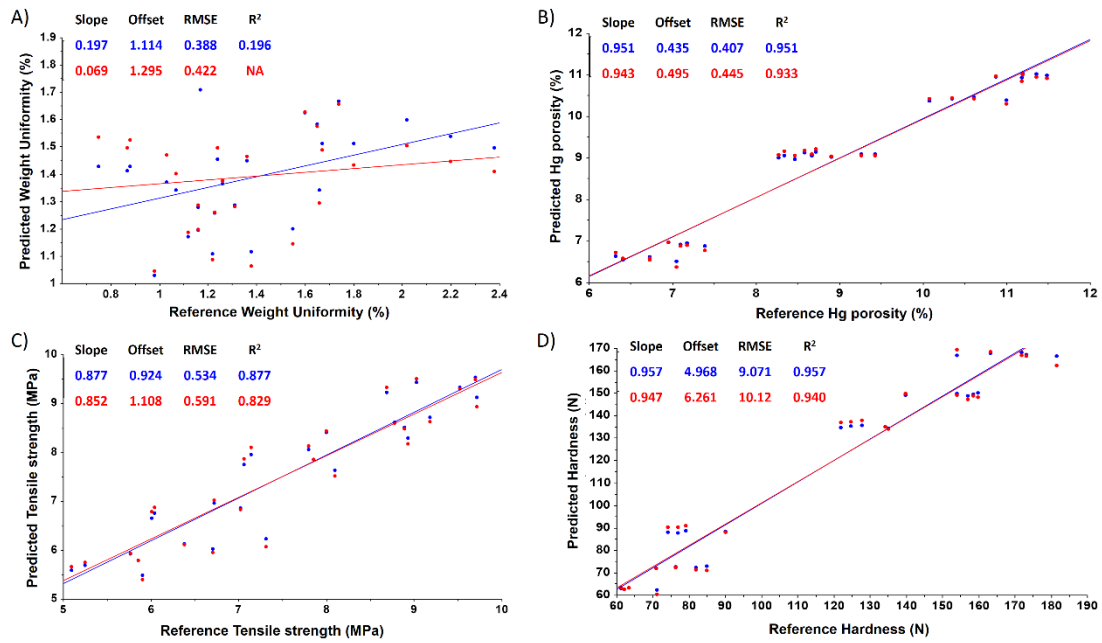 A)
Slope Offset RMSE R²
0.197 1.114 0.388 0.196
0.069 1.295 0.422 NA
Predicted Weight Uniformity (%)
1.9
1.8
1.7
1.6
1.5
1.4
1.3
1.2
1.1
1
0.8 1 1.2 1.4 1.6 1.8 2 2.2 2.4
Reference Weight Uniformity (%)
B)
Slope Offset RMSE R²
0.951 0.435 0.407 0.951
0.943 0.495 0.445 0.933
Predicted Hg porosity (%)
12
11
10
9
8
7
6
6 7 8 9 10 11 12
Reference Hg porosity (%)
C)
Slope Offset RMSE R²
0.877 0.924 0.534 0.877
0.852 1.108 0.591 0.829
Predicted Tensile strength (MPa)
10
9
8
7
6
5
5 6 7 8 9 10
Reference Tensile strength (MPa)
D)
Slope Offset RMSE R²
0.957 4.968 9.071 0.957
0.947 6.261 10.12 0.940
Predicted Hardness (N)
170
160
150
140
130
120
110
100
90
80
70
60
60 70 80 90 100 110 120 130 140 150 160 170 180 190
Reference Hardness (N)